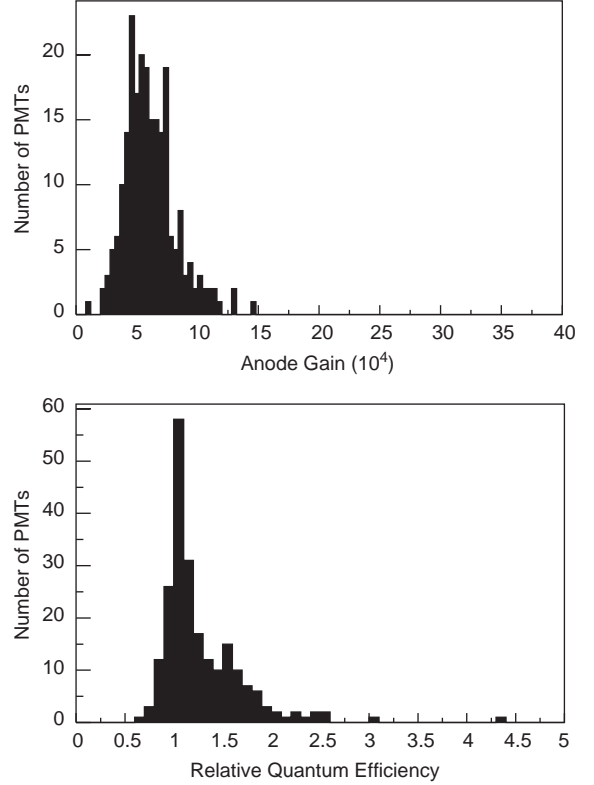 Number of PMTs
20
15
10
5
0
0 5 10 15 20 25 30 35 40
Anode Gain (10⁴)
Number of PMTs
60
50
40
30
20
10
0
0 0.5 1 1.5 2 2.5 3 3.5 4 4.5 5
Relative Quantum Efficiency